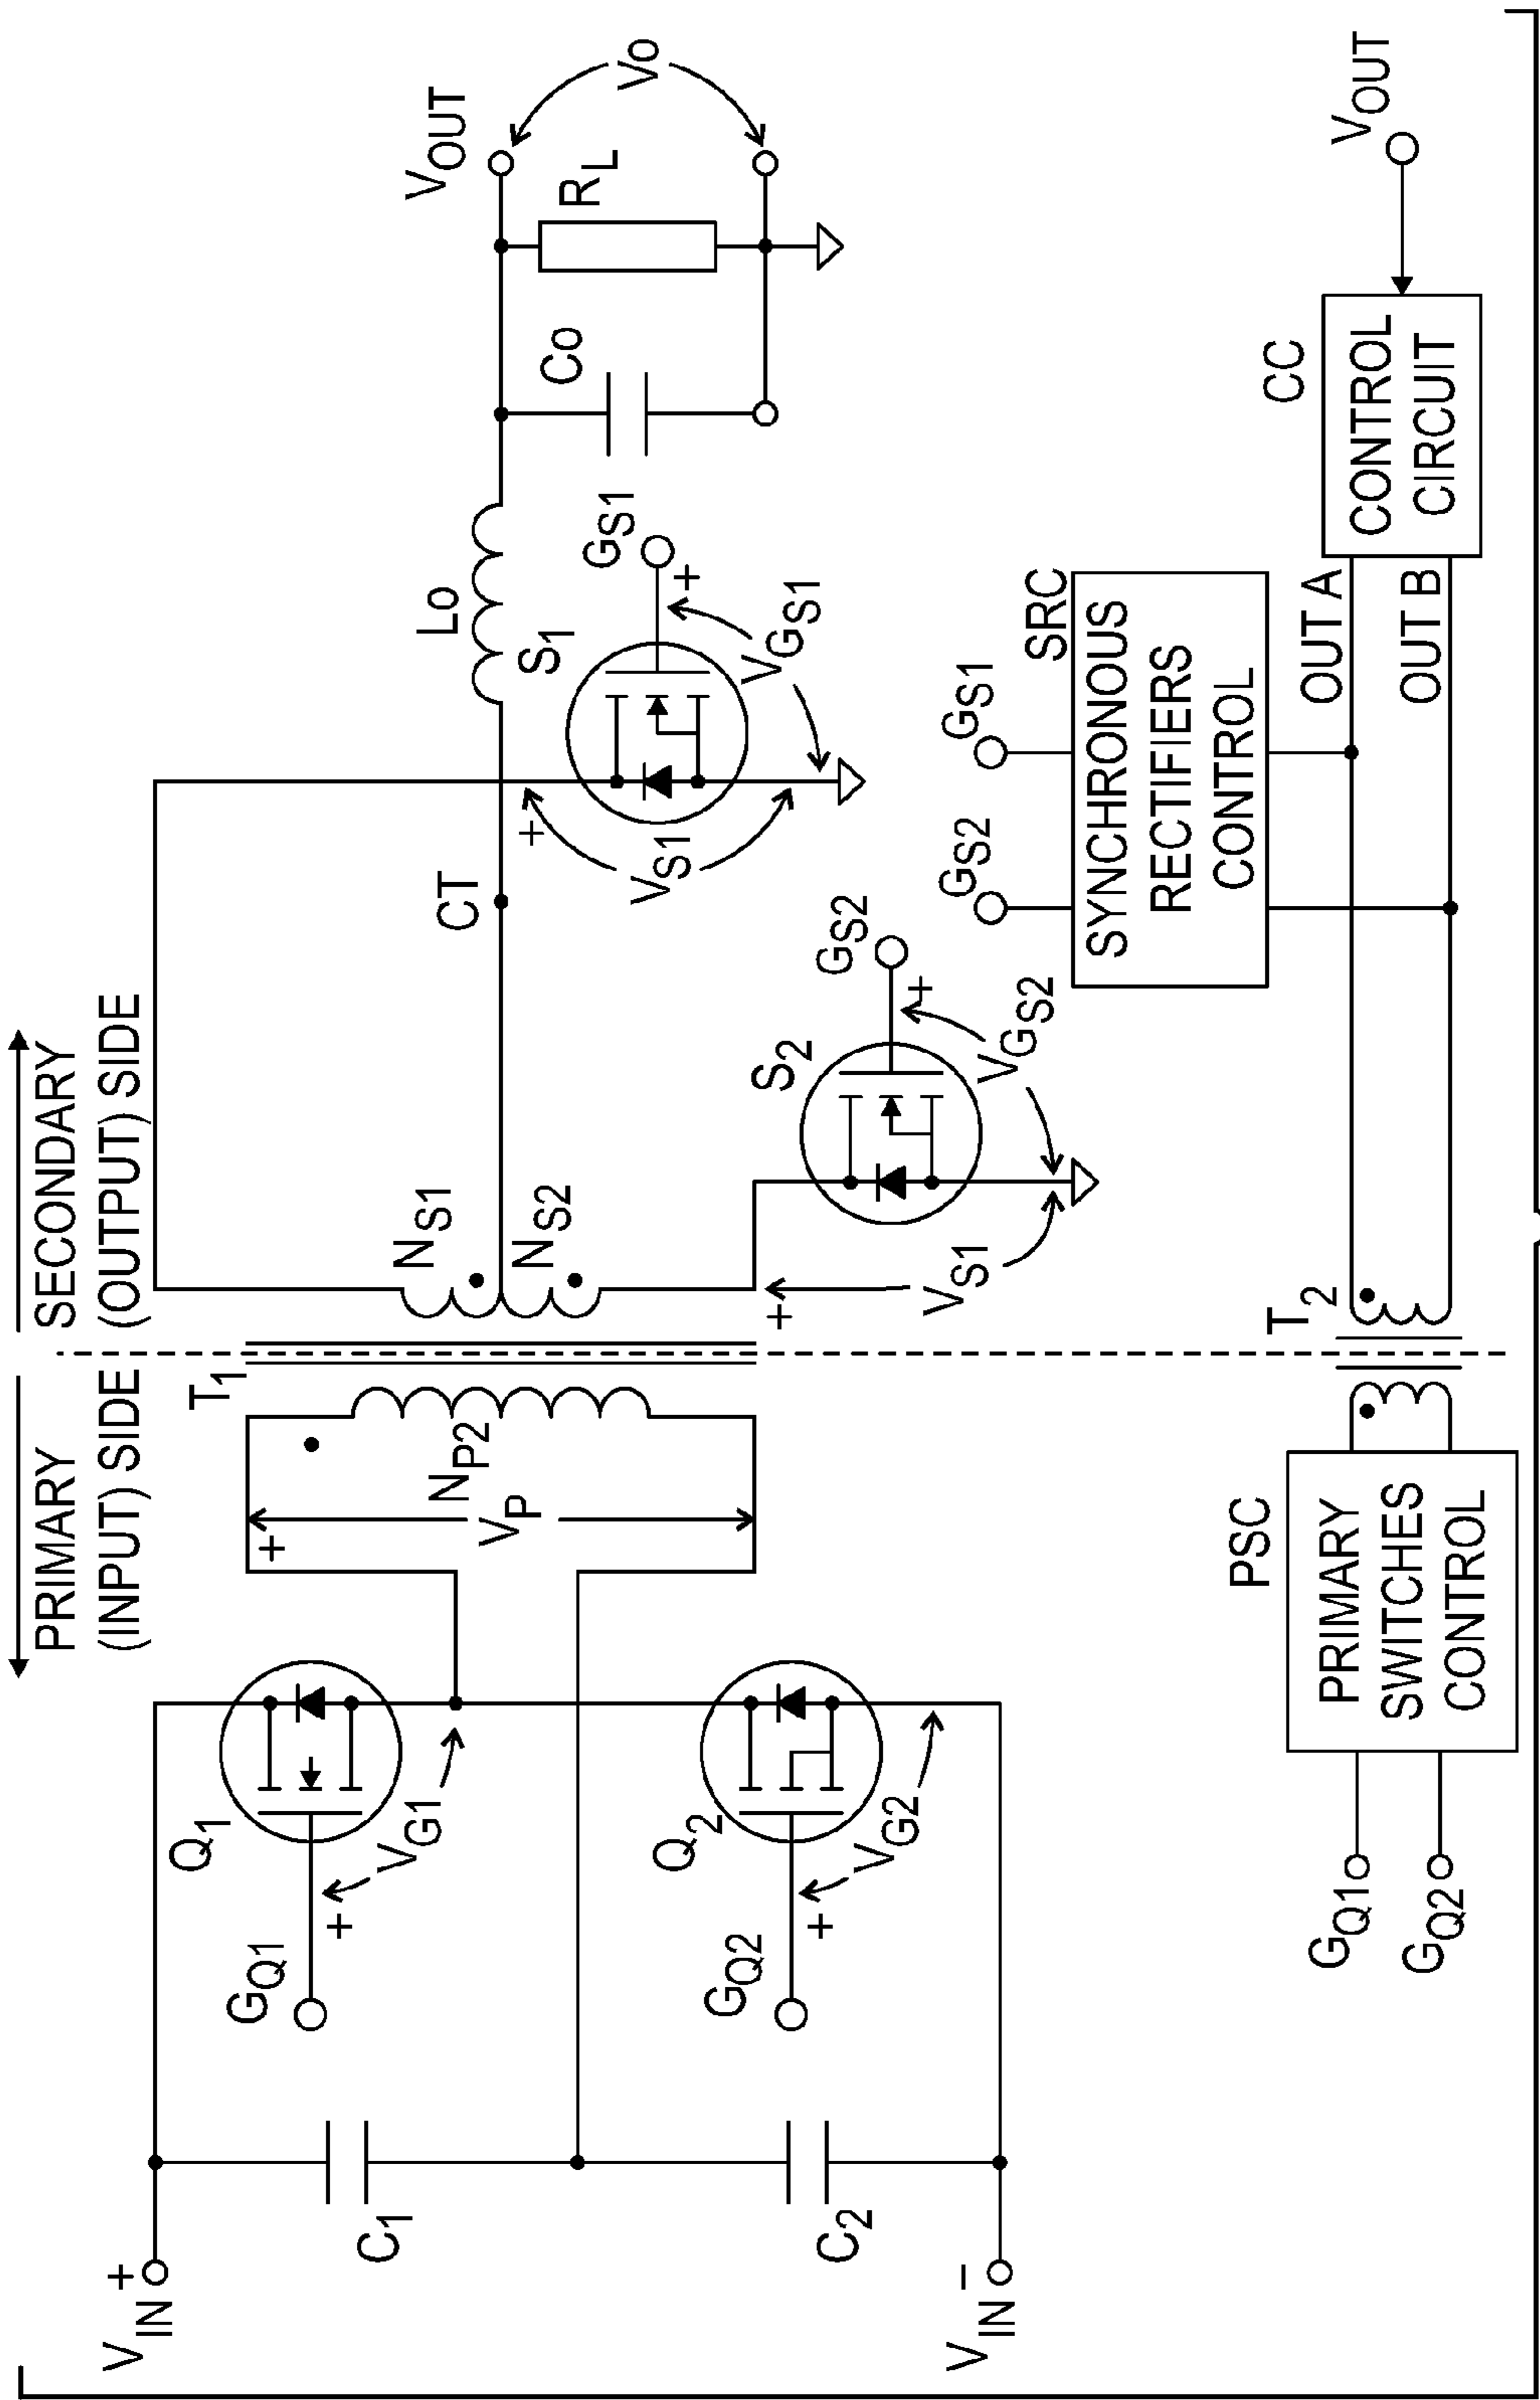 PRIMARY
(INPUT) SIDE
SECONDARY
(OUTPUT) SIDE
VIN +
C1
GQ1
+
Q1
VG1
+
VP
NP2
T1
NS1
NS2
CT
LO
CO
RL
VOUT
VO
S1
GS1
+
VGS1
+
VS1
C2
GQ2
+
Q2
VG2
VIN −
+
VS1
S2
GS2
+
VGS2
GQ1
GQ2
PSC
PRIMARY
SWITCHES
CONTROL
T2
GS2
GS1
SRC
SYNCHRONOUS
RECTIFIERS
CONTROL
OUT A
OUT B
CC
CONTROL
CIRCUIT
VOUT